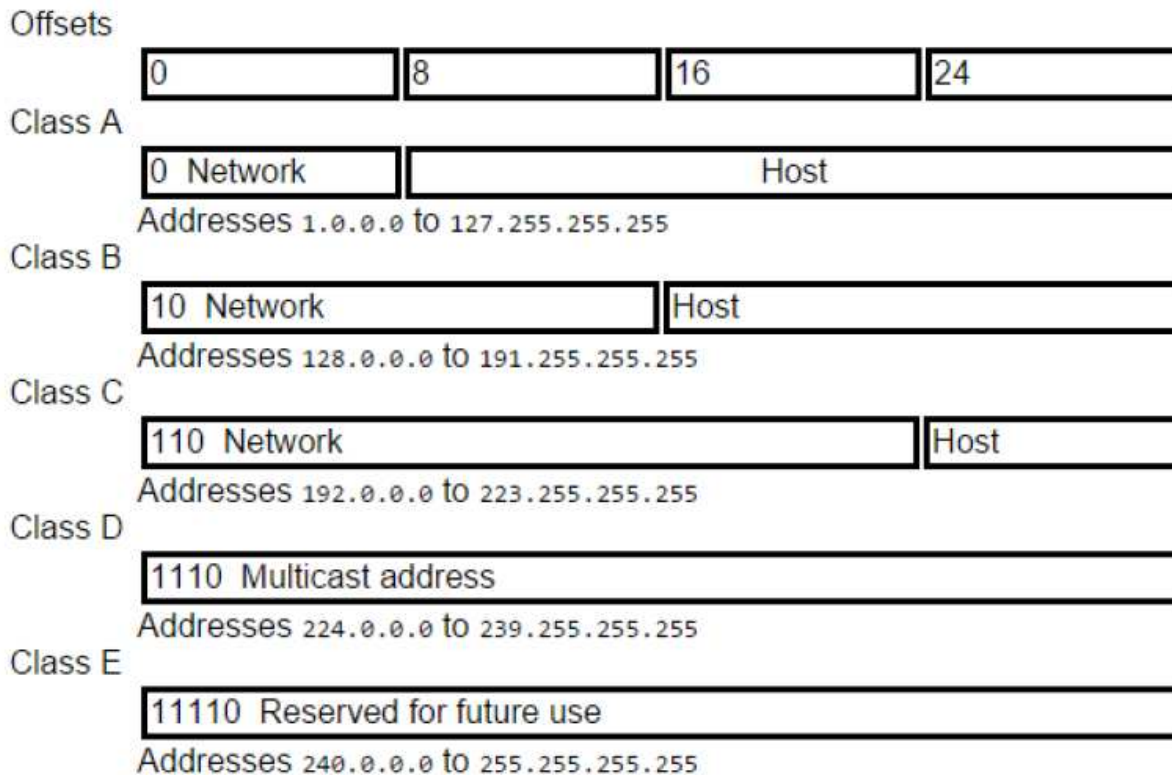 Offsets
0 8 16 24
Class A
0 Network Host
Addresses 1.0.0.0 to 127.255.255.255
Class B
10 Network Host
Addresses 128.0.0.0 to 191.255.255.255
Class C
110 Network Host
Addresses 192.0.0.0 to 223.255.255.255
Class D
1110 Multicast address
Addresses 224.0.0.0 to 239.255.255.255
Class E
11110 Reserved for future use
Addresses 240.0.0.0 to 255.255.255.255